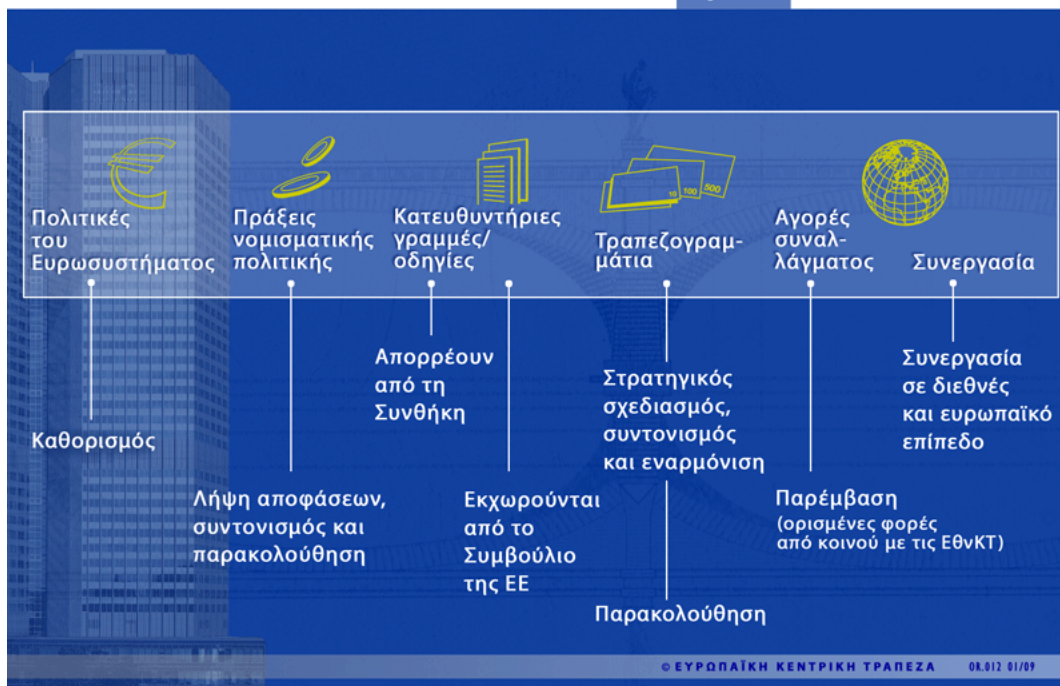 Πολιτικές
του
Ευρωσυστήματος
Πράξεις
νομισματικής
πολιτικής
Κατευθυντήριες
γραμμές/
οδηγίες
10 100 500
Τραπεζογραμ-
μάτια
Αγορές
συναλ-
λάγματος
Συνεργασία
Καθορισμός
Λήψη αποφάσεων,
συντονισμός και
παρακολούθηση
Απορρέουν
από τη
Συνθήκη
Εκχωρούνται
από το
Συμβούλιο
της ΕΕ
Στρατηγικός
σχεδιασμός,
συντονισμός
και εναρμόνιση
Παρακολούθηση
Παρέμβαση
(ορισμένες φορές
από κοινού με τις ΕθνΚΤ)
Συνεργασία
σε διεθνές
και ευρωπαϊκό
επίπεδο
© ΕΥΡΩΠΑΪΚΗ ΚΕΝΤΡΙΚΗ ΤΡΑΠΕΖΑ OR.012 01/09